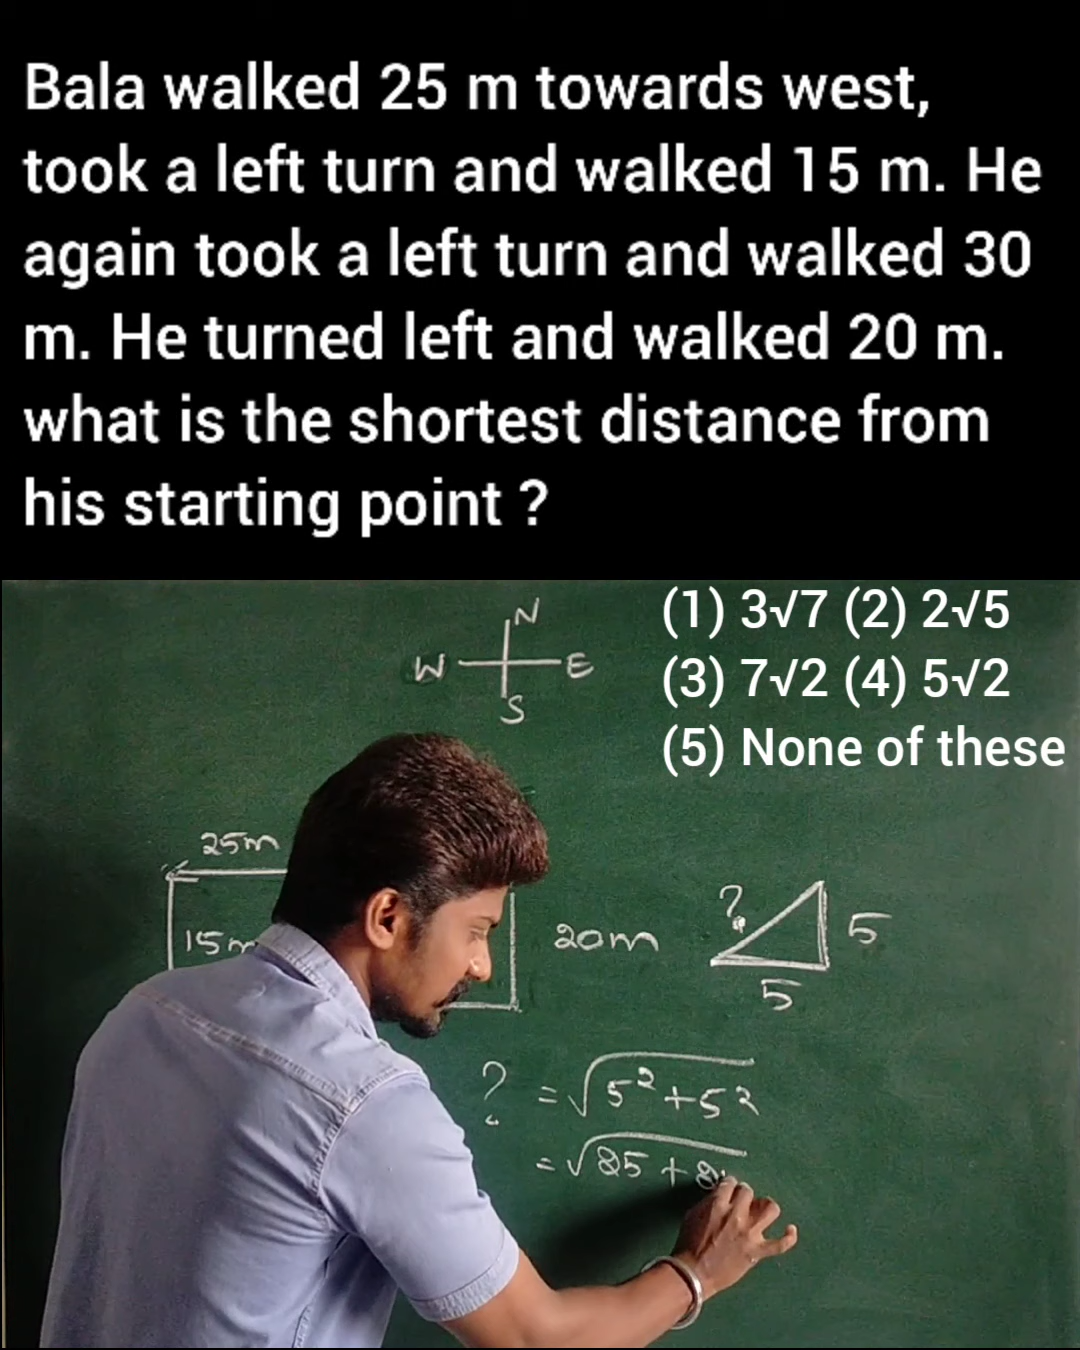 Bala walked 25 m towards west,
took a left turn and walked 15 m. He
again took a left turn and walked 30
m. He turned left and walked 20 m.
what is the shortest distance from
his starting point ?
(1) 3√7 (2) 2√5
(3) 7√2 (4) 5√2
(5) None of these
N
W E
S
25m
15m
20m
?
5
5
? = √5² + 5²
= √25 +